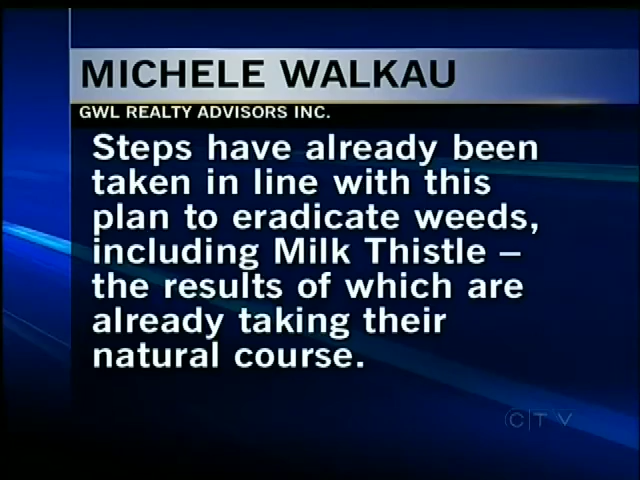 MICHELE WALKAU
GWL REALTY ADVISORS INC.
Steps have already been
taken in line with this
plan to eradicate weeds,
including Milk Thistle –
the results of which are
already taking their
natural course.
CTV